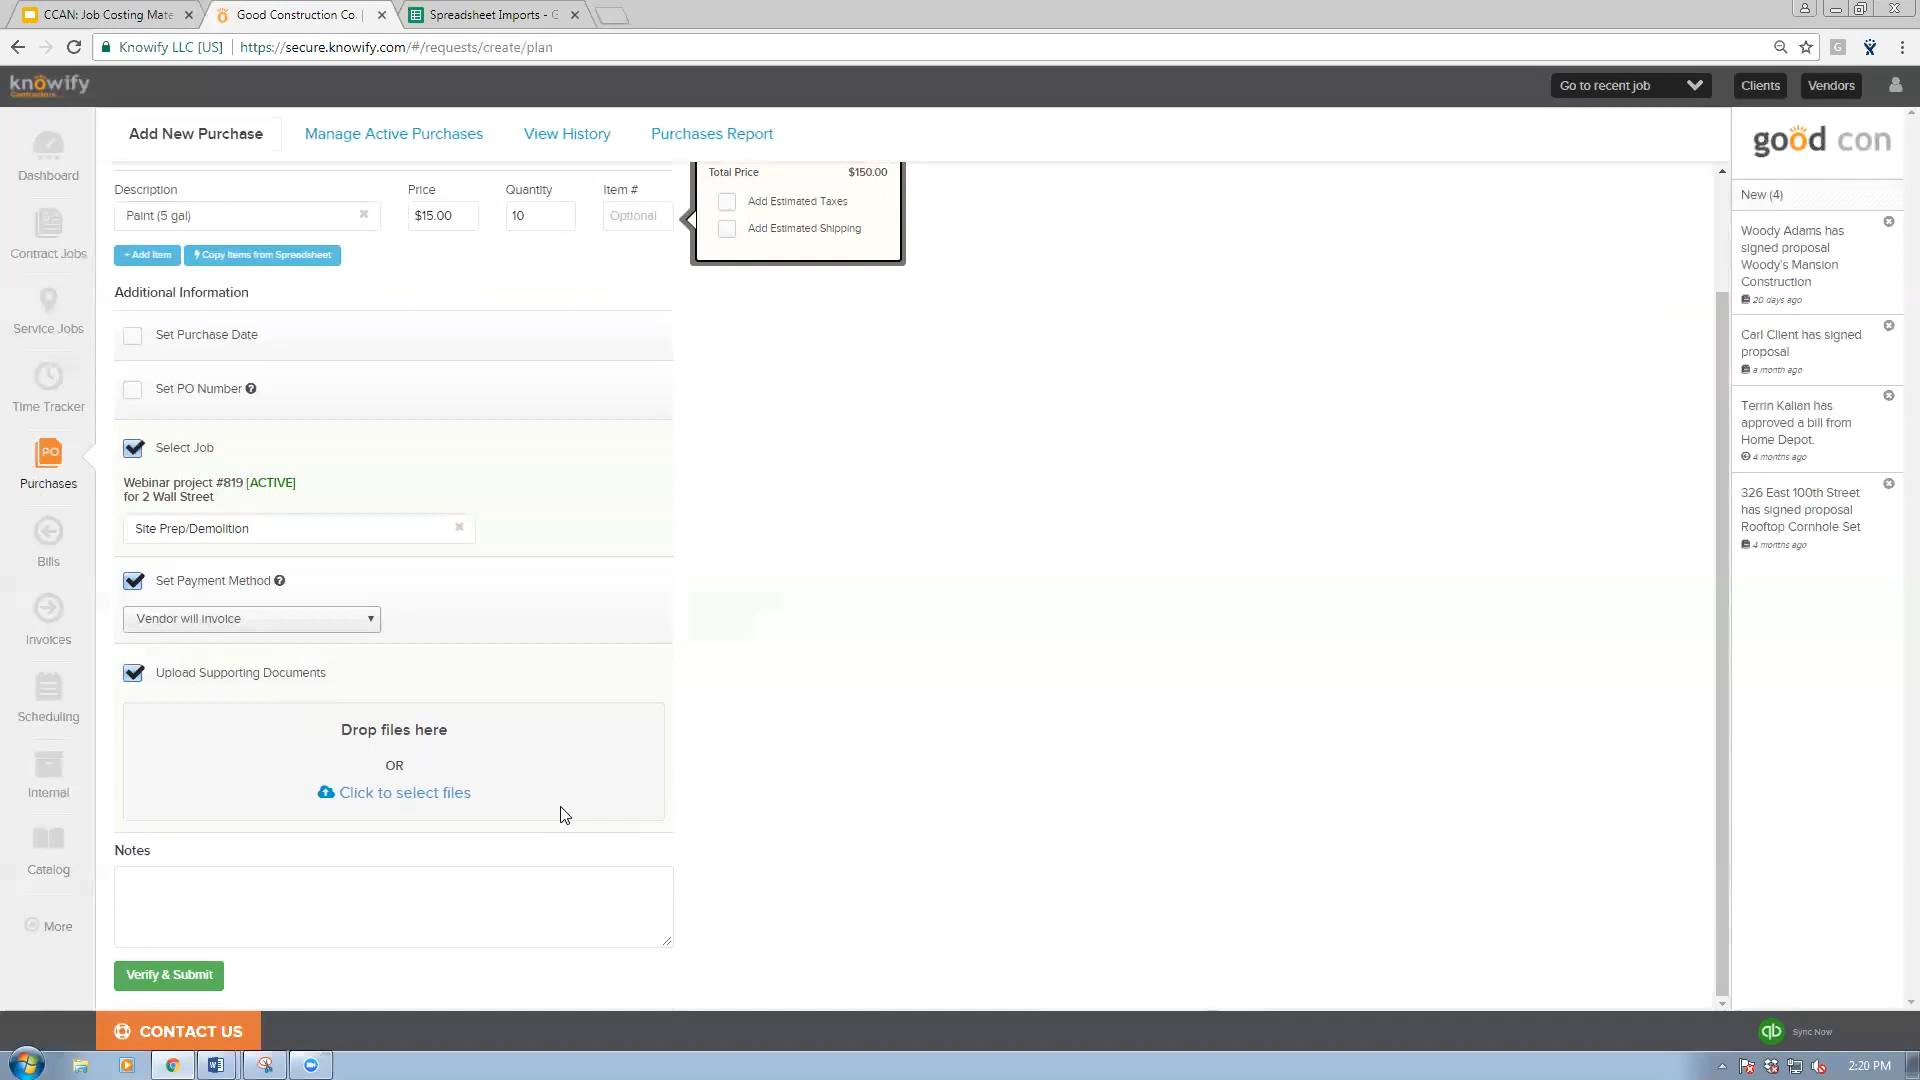 CCAN: Job Costing Mate
Good Construction Co. |
Spreadsheet Imports - G
Knowify LLC [US]
https://secure.knowify.com/#/requests/create/plan
knowify
Contractors
Go to recent job
Clients
Vendors
Dashboard
Contract Jobs
Service Jobs
Time Tracker
PO
Purchases
Bills
Invoices
Scheduling
Internal
Catalog
More
Add New Purchase
Manage Active Purchases
View History
Purchases Report
Total Price
$150.00
Add Estimated Taxes
Add Estimated Shipping
Description
Price
Quantity
Item #
Paint (5 gal)
$15.00
10
Optional
+ Add Item
Copy Items from Spreadsheet
Additional Information
Set Purchase Date
Set PO Number
Select Job
Webinar project #819 [ACTIVE]
for 2 Wall Street
Site Prep/Demolition
Set Payment Method
Vendor will invoice
Upload Supporting Documents
Drop files here
OR
Click to select files
Notes
Verify & Submit
CONTACT US
good con
New (4)
Woody Adams has
signed proposal
Woody's Mansion
Construction
20 days ago
Carl Client has signed
proposal
a month ago
Terrin Kalian has
approved a bill from
Home Depot.
4 months ago
326 East 100th Street
has signed proposal
Rooftop Cornhole Set
4 months ago
qb
Sync Now
2:20 PM